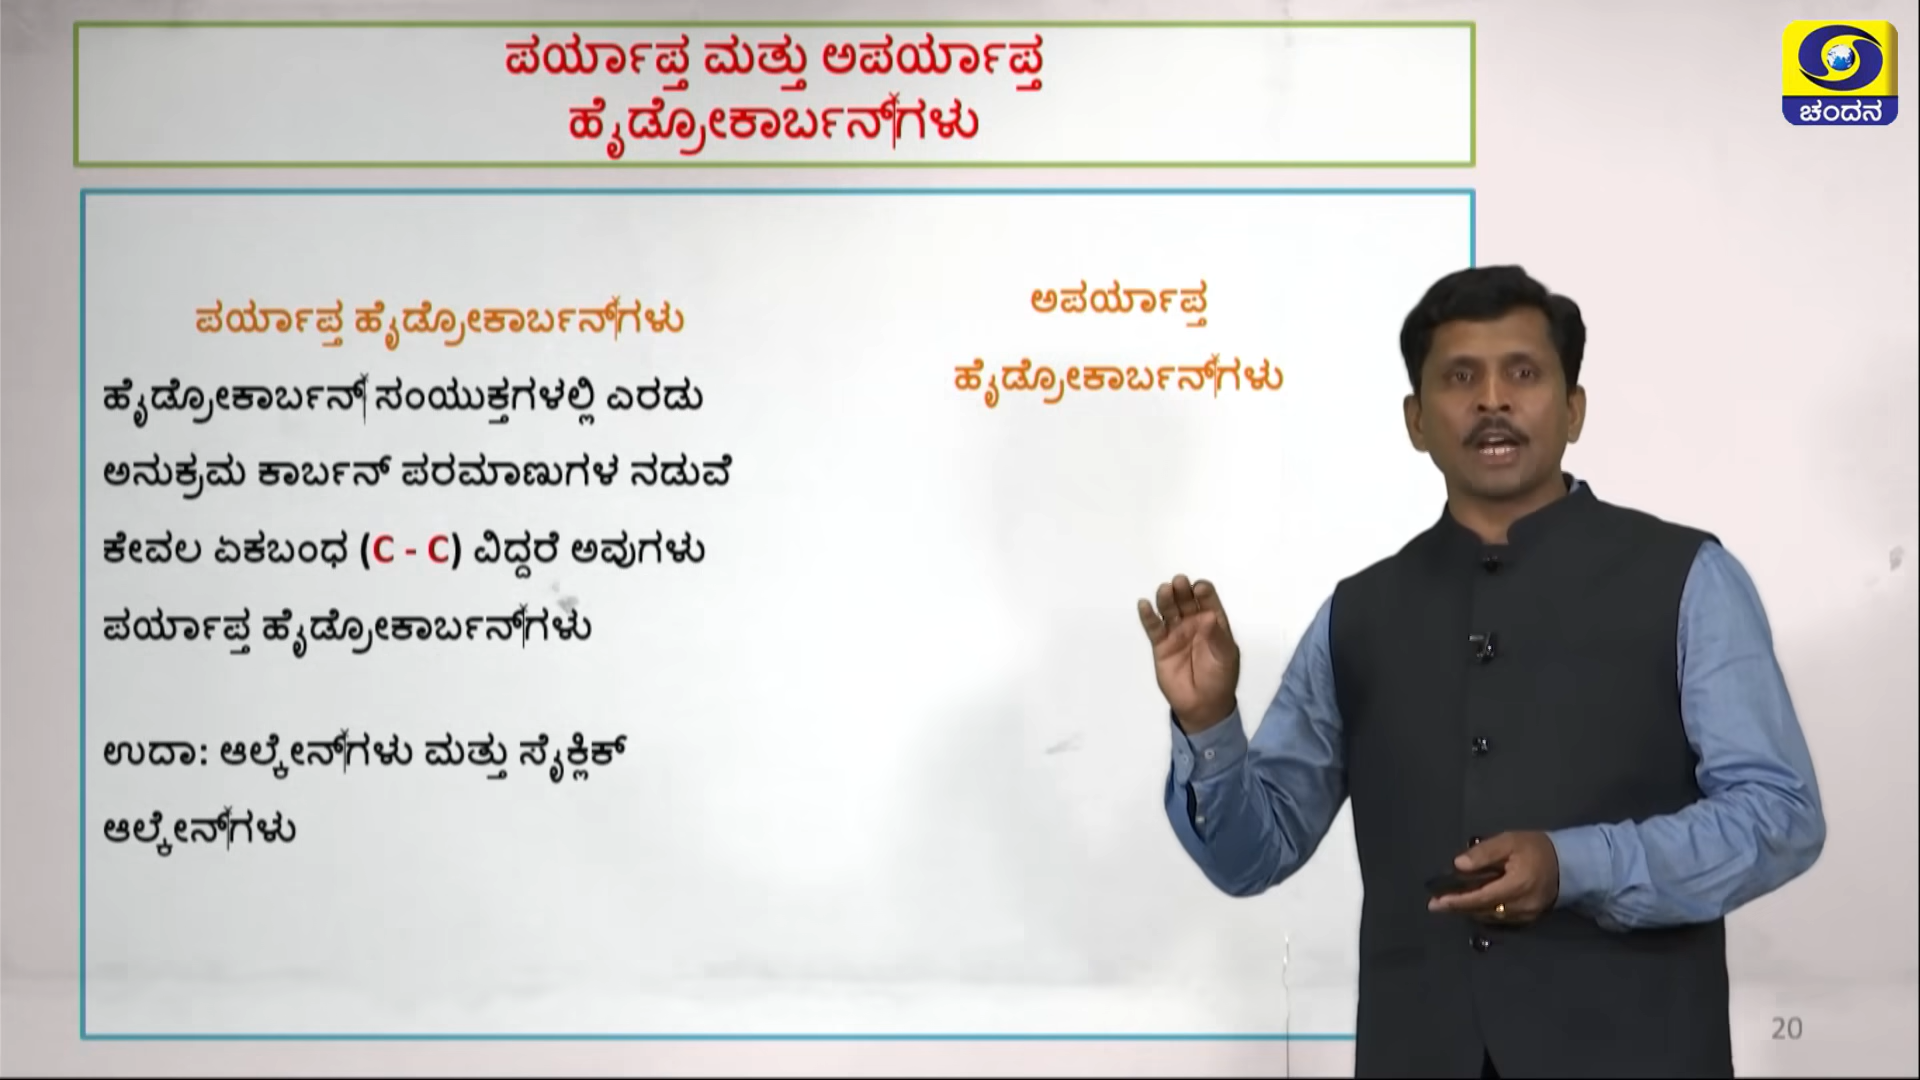 ಪರ್ಯಾಪ್ತ ಮತ್ತು ಅಪರ್ಯಾಪ್ತ
ಹೈಡ್ರೋಕಾರ್ಬನ್‌ಗಳು
ಚಂದನ
ಪರ್ಯಾಪ್ತ ಹೈಡ್ರೋಕಾರ್ಬನ್‌ಗಳು
ಹೈಡ್ರೋಕಾರ್ಬನ್ ಸಂಯುಕ್ತಗಳಲ್ಲಿ ಎರಡು
ಅನುಕ್ರಮ ಕಾರ್ಬನ್ ಪರಮಾಣುಗಳ ನಡುವೆ
ಕೇವಲ ಏಕಬಂಧ (C - C) ವಿದ್ದರೆ ಅವುಗಳು
ಪರ್ಯಾಪ್ತ ಹೈಡ್ರೋಕಾರ್ಬನ್‌ಗಳು
ಉದಾ: ಆಲ್ಕೇನ್‌ಗಳು ಮತ್ತು ಸೈಕ್ಲಿಕ್
ಆಲ್ಕೇನ್‌ಗಳು
ಅಪರ್ಯಾಪ್ತ
ಹೈಡ್ರೋಕಾರ್ಬನ್‌ಗಳು
20